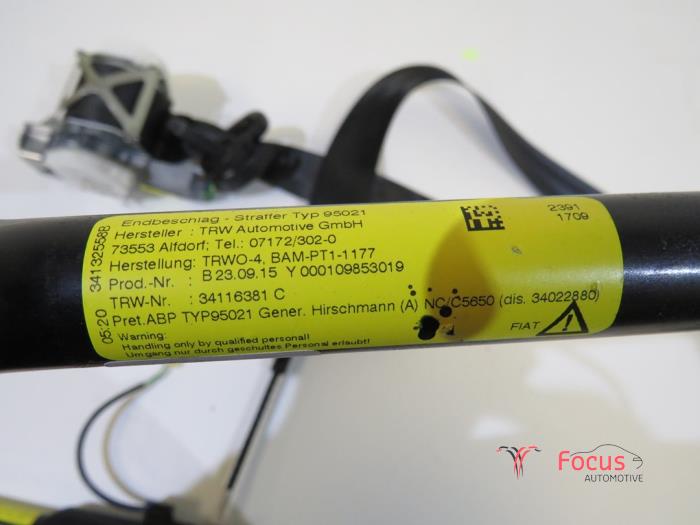 Endbeschlag - Straffer Typ 95021
Hersteller : TRW Automotive GmbH
73553 Alfdorf; Tel.: 07172/302-0
Herstellung: TRWO-4, BAM-PT1-1177
Prod.-Nr. : B 23.09.15 Y 000109853019
TRW-Nr. : 34116381 C
Pret.ABP TYP95021 Gener. Hirschmann (A) NC/C5650 (dis. 34022880)
Warning:
Handling only by qualified personal!
Umgang nur durch geschultes Personal erlaubt!
05:20 34132558B
2391
1709
FIAT
Focus
AUTOMOTIVE